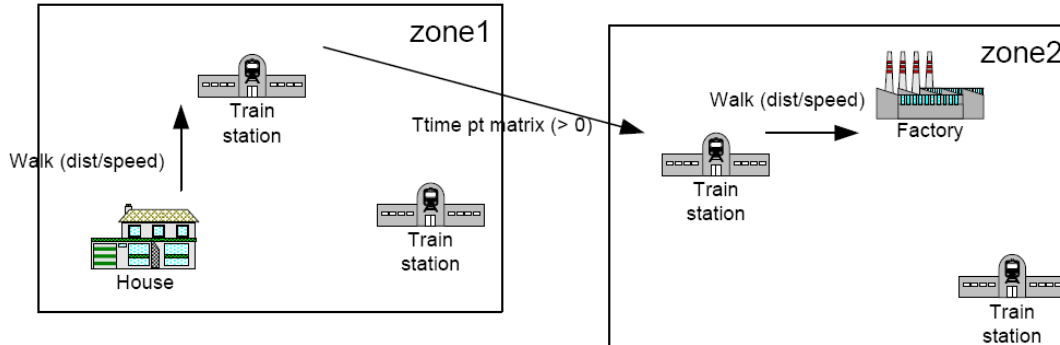 zone1
zone2
Train
station
Walk (dist/speed)
Ttime pt matrix (> 0)
Walk (dist/speed)
Factory
Train
station
Train
station
House
Train
station